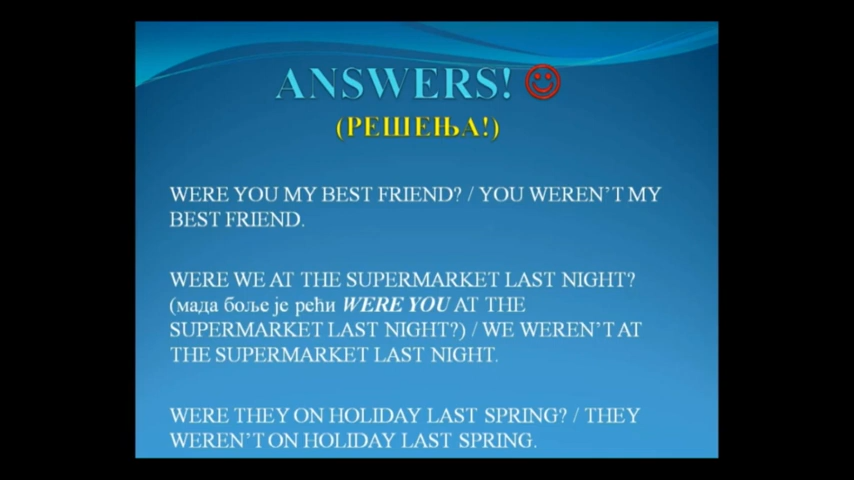 ANSWERS!
(РЕШЕЊА!)
WERE YOU MY BEST FRIEND? / YOU WEREN'T MY
BEST FRIEND.
WERE WE AT THE SUPERMARKET LAST NIGHT?
(мада боље је рећи WERE YOU AT THE
SUPERMARKET LAST NIGHT?) / WE WEREN'T AT
THE SUPERMARKET LAST NIGHT.
WERE THEY ON HOLIDAY LAST SPRING? / THEY
WEREN'T ON HOLIDAY LAST SPRING.